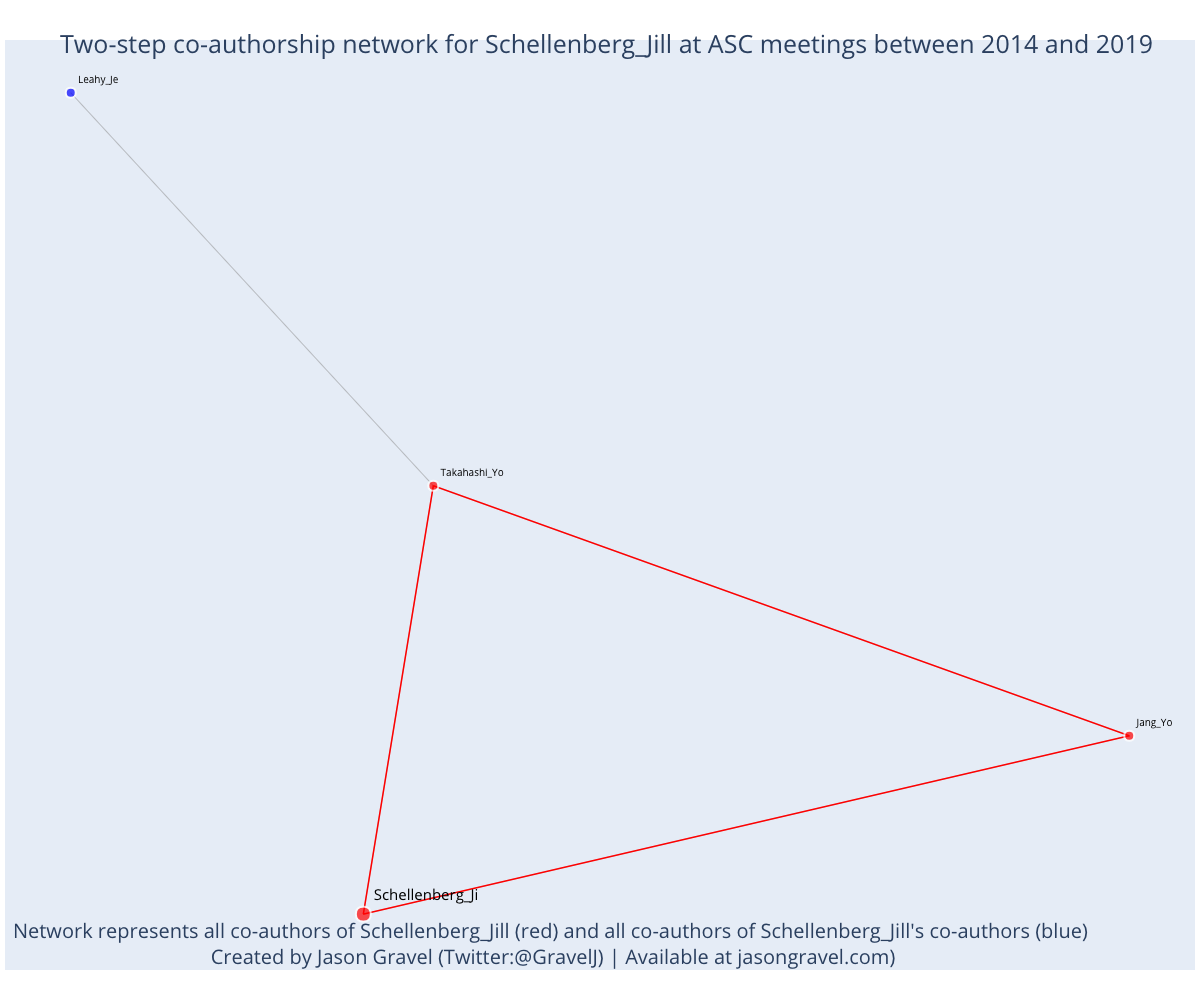 Two-step co-authorship network for Schellenberg_Jill at ASC meetings between 2014 and 2019
Leahy_Je
Takahashi_Yo
Jang_Yo
Schellenberg_Ji
Network represents all co-authors of Schellenberg_Jill (red) and all co-authors of Schellenberg_Jill's co-authors (blue)
Created by Jason Gravel (Twitter:@GravelJ) | Available at jasongravel.com)